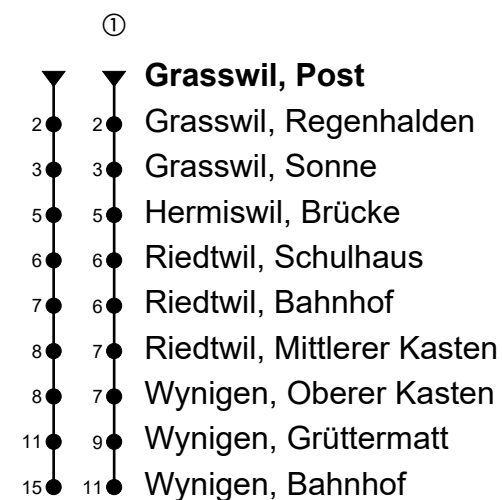 ①
Grasswil, Post
2 2 Grasswil, Regenhalden
3 3 Grasswil, Sonne
5 5 Hermiswil, Brücke
6 6 Riedtwil, Schulhaus
7 6 Riedtwil, Bahnhof
8 7 Riedtwil, Mittlerer Kasten
8 7 Wynigen, Oberer Kasten
11 9 Wynigen, Grüttermatt
15 11 Wynigen, Bahnhof